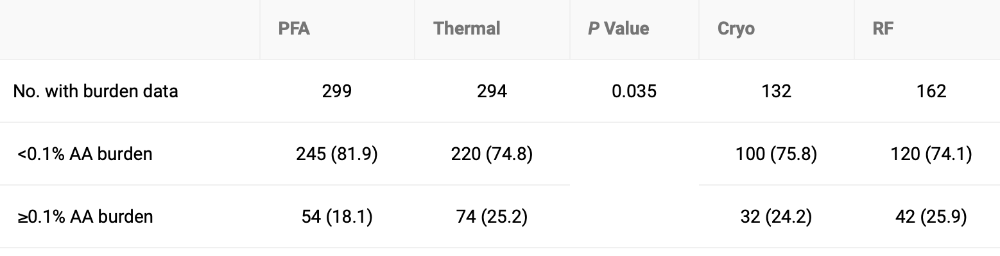 PFA Thermal P Value Cryo RF
No. with burden data 299 294 0.035 132 162
<0.1% AA burden 245 (81.9) 220 (74.8) 100 (75.8) 120 (74.1)
≥0.1% AA burden 54 (18.1) 74 (25.2) 32 (24.2) 42 (25.9)